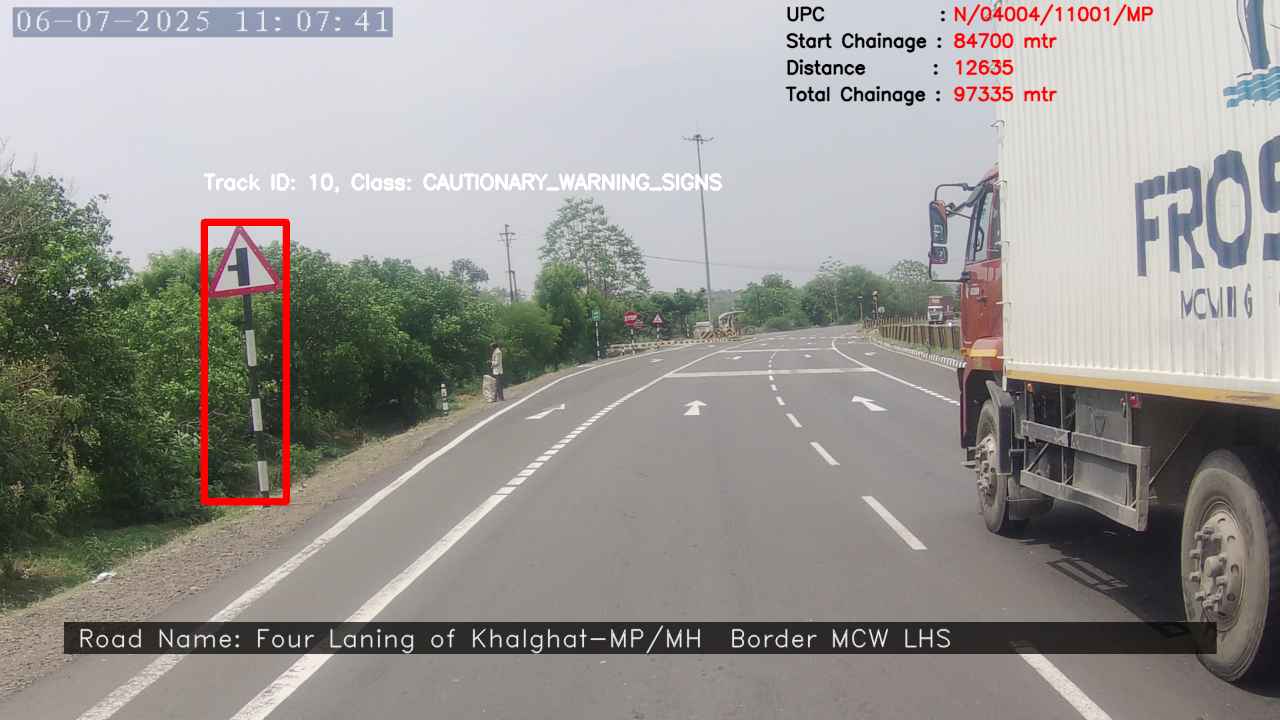 06-07-2025 11:07:41
UPC : N/04004/11001/MP
Start Chainage : 84700 mtr
Distance : 12635
Total Chainage : 97335 mtr
Track ID: 10, Class: CAUTIONARY_WARNING_SIGNS
STOP
FROS
Road Name: Four Laning of Khalghat-MP/MH Border MCW LHS